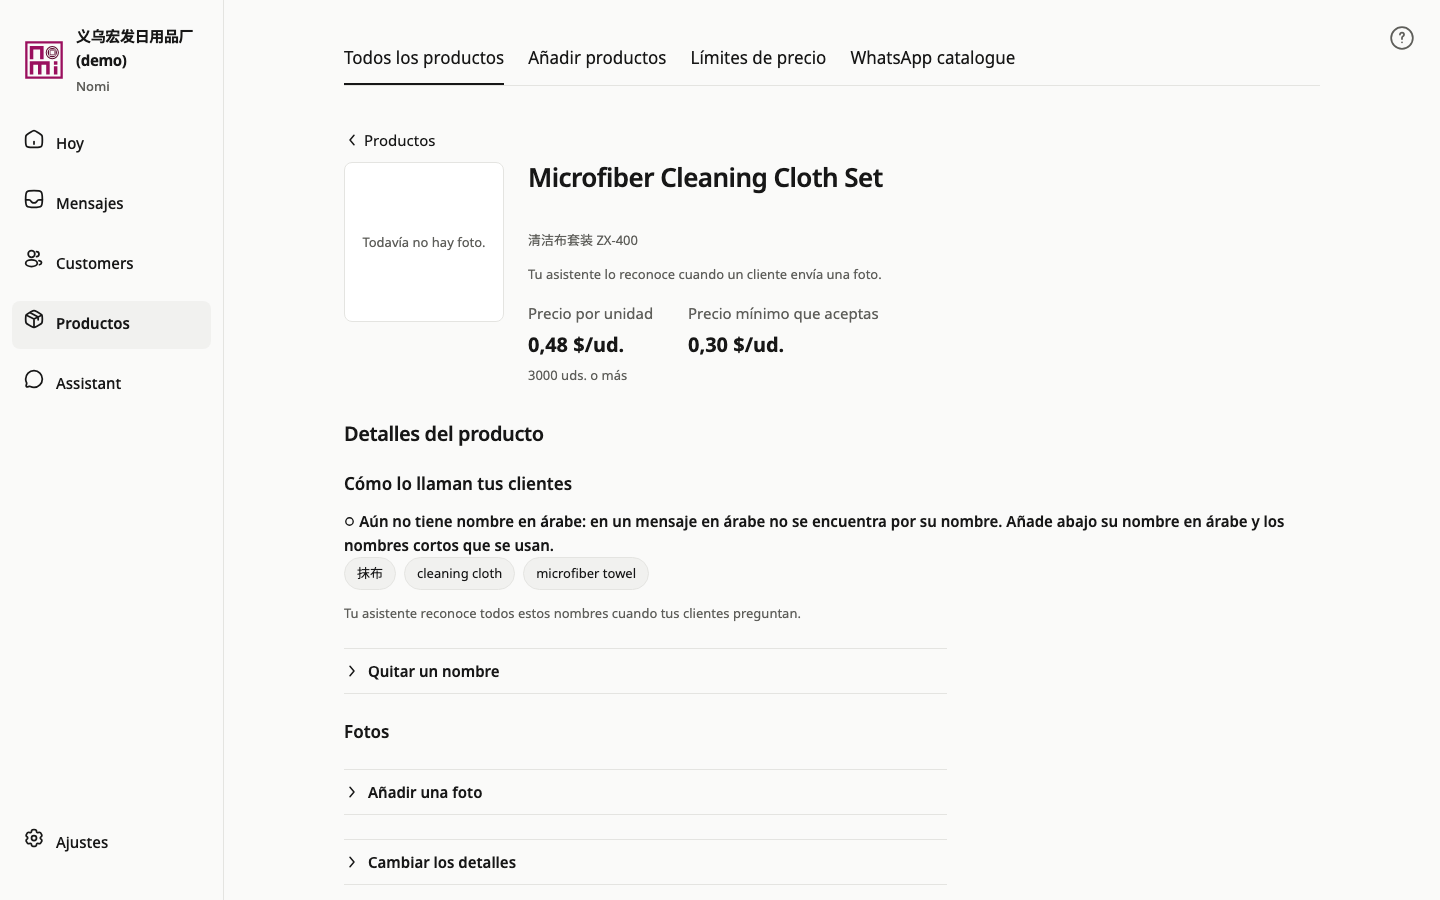 义乌宏发日用品厂
(demo)
Nomi
Hoy
Mensajes
Customers
Productos
Assistant
Ajustes
Todos los productos
Añadir productos
Límites de precio
WhatsApp catalogue
Productos
Todavía no hay foto.
Microfiber Cleaning Cloth Set
清洁布套装 ZX-400
Tu asistente lo reconoce cuando un cliente envía una foto.
Precio por unidad
0,48 $/ud.
3000 uds. o más
Precio mínimo que aceptas
0,30 $/ud.
Detalles del producto
Cómo lo llaman tus clientes
Aún no tiene nombre en árabe: en un mensaje en árabe no se encuentra por su nombre. Añade abajo su nombre en árabe y los
nombres cortos que se usan.
抹布
cleaning cloth
microfiber towel
Tu asistente reconoce todos estos nombres cuando tus clientes preguntan.
Quitar un nombre
Fotos
Añadir una foto
Cambiar los detalles